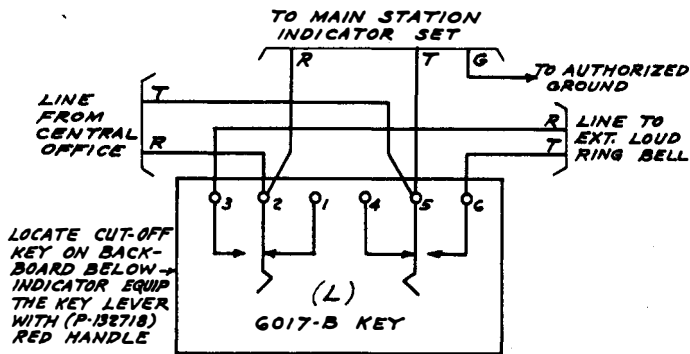 TO MAIN STATION
INDICATOR SET
R T G
TO AUTHORIZED
GROUND
LINE
FROM
CENTRAL
OFFICE
T
R
R
T
LINE TO
EXT. LOUD
RING BELL
3 2 1 4 5 6
LOCATE CUT-OFF
KEY ON BACK-
BOARD BELOW
INDICATOR EQUIP
THE KEY LEVER
WITH (P-132718)
RED HANDLE
(L)
6017-B KEY